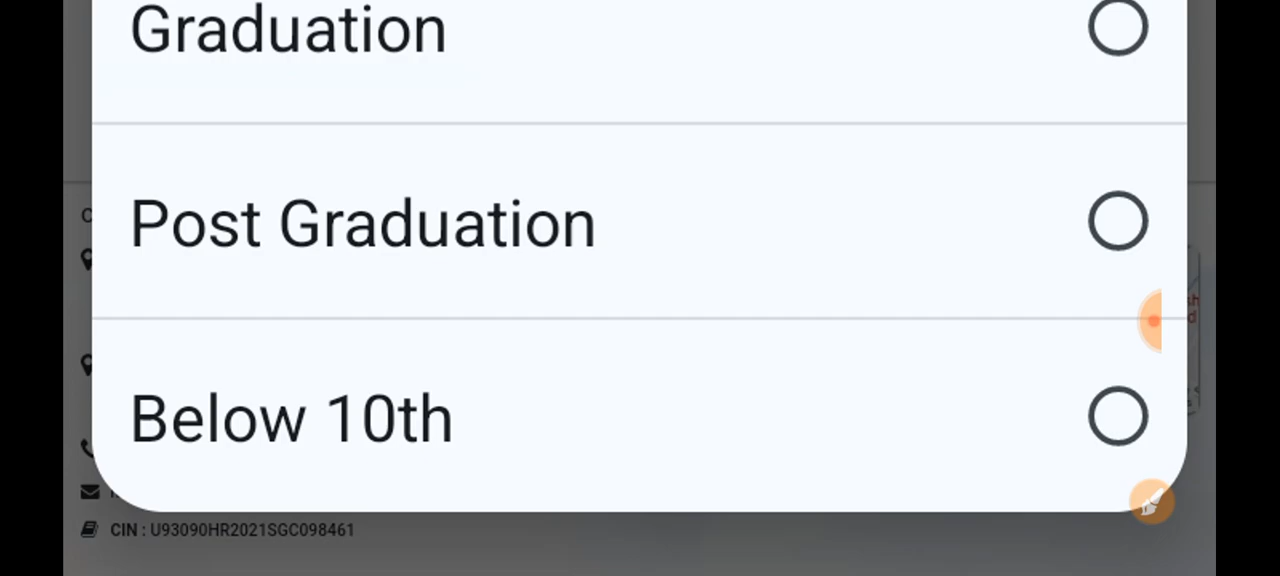 Graduation
Post Graduation
Below 10th
CIN : U93090HR2021SGC098461